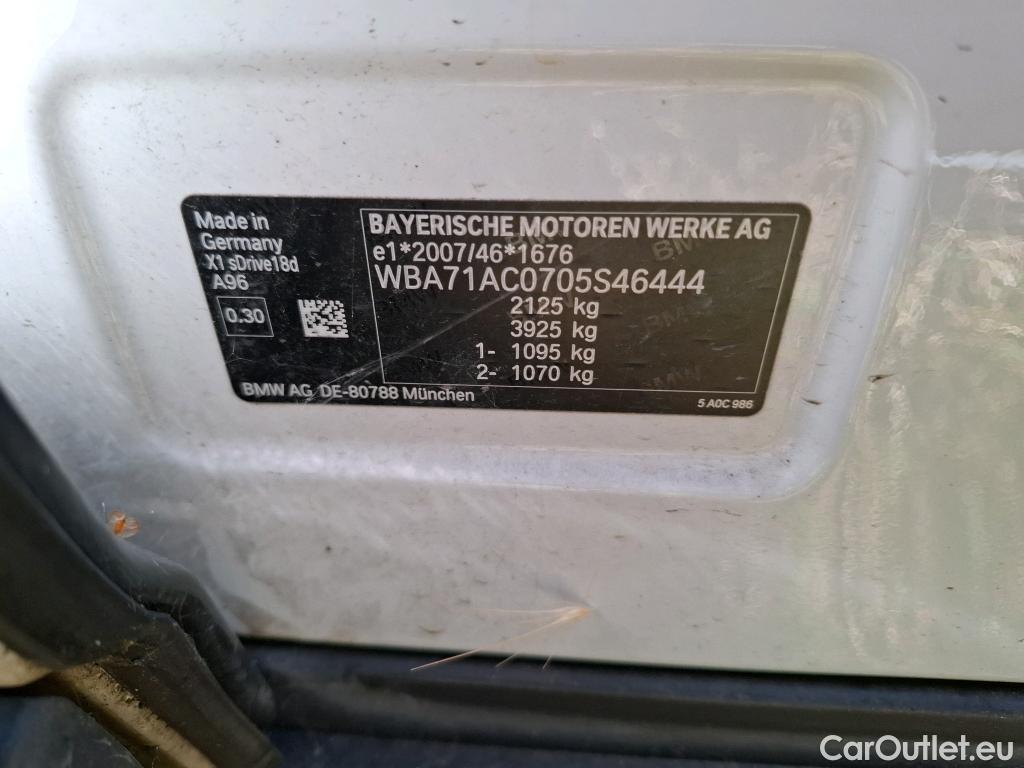 Made in
Germany
X1 sDrive18d
A96
0.30
BAYERISCHE MOTOREN WERKE AG
e1*2007/46*1676
WBA71AC0705S46444
2125 kg
3925 kg
1- 1095 kg
2- 1070 kg
BMW AG DE-80788 München
5 A0C 986
CarOutlet.eu